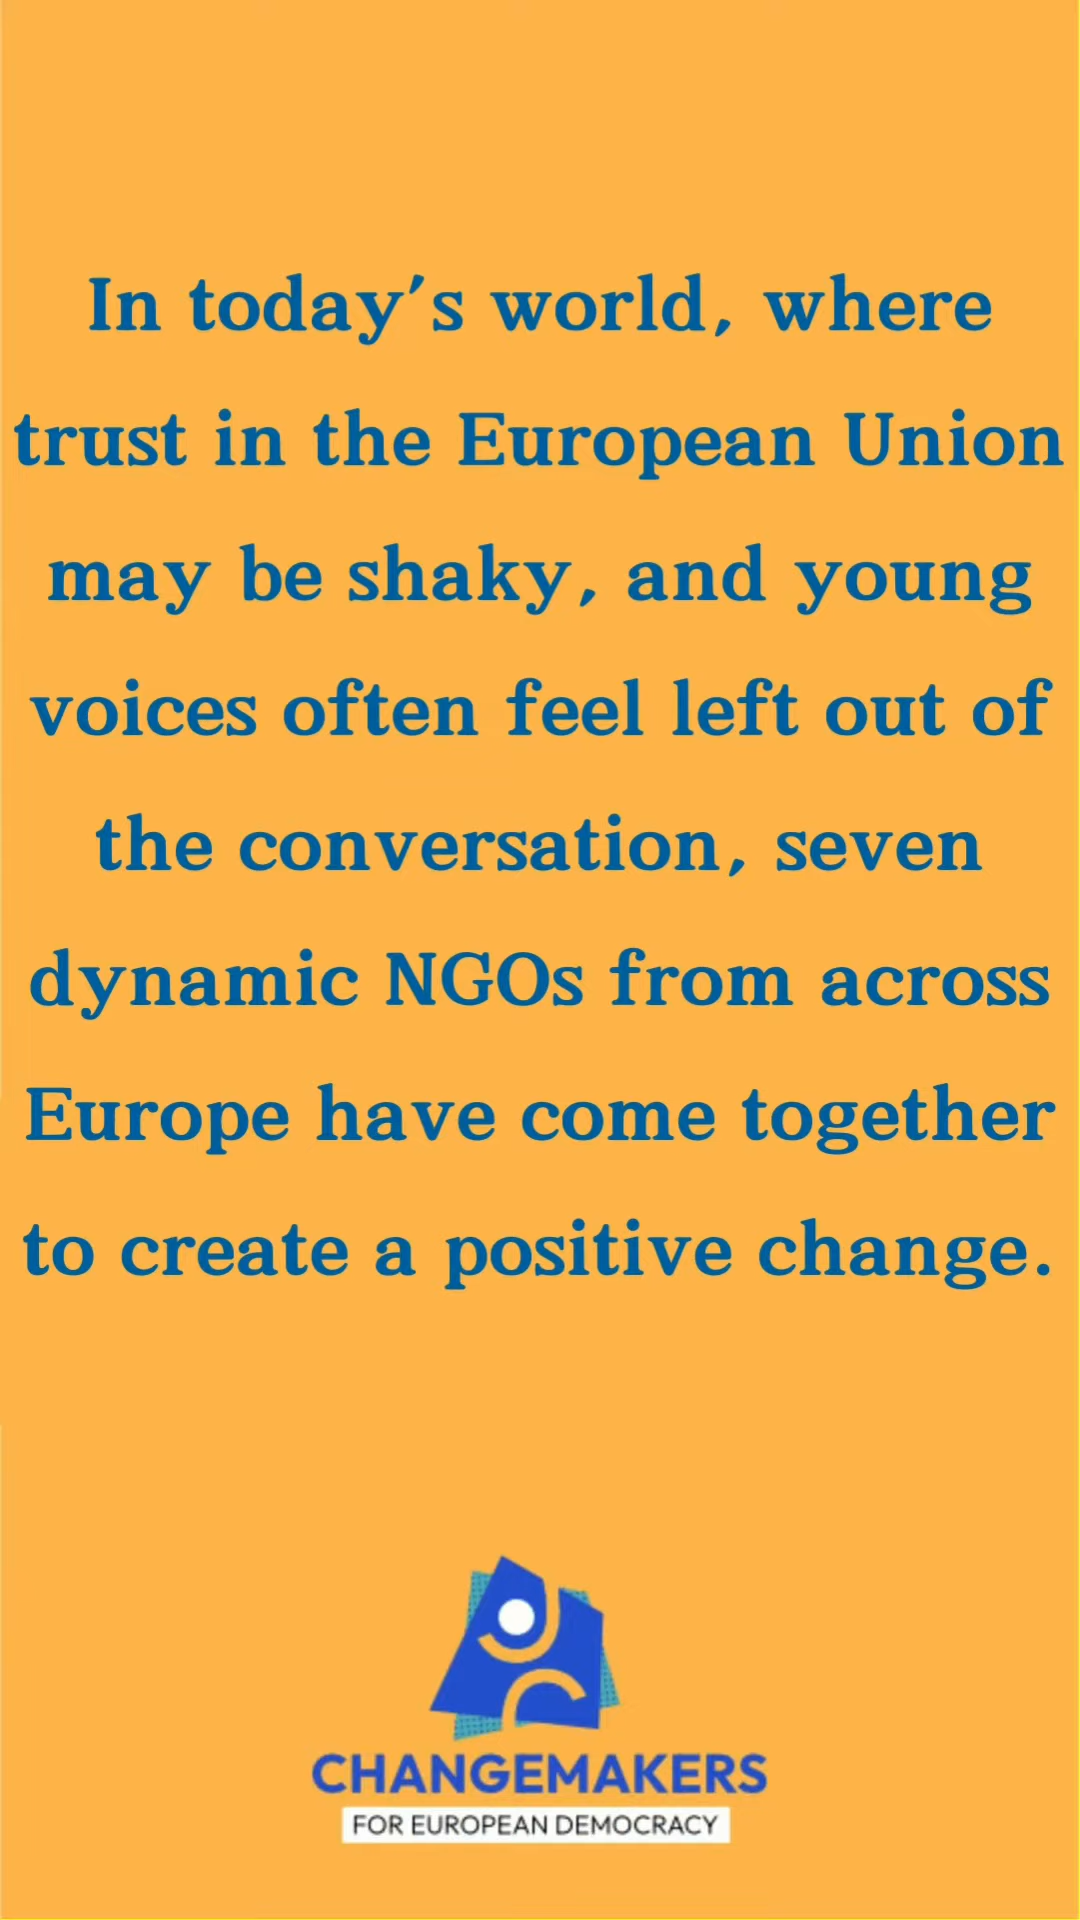 In today's world, where
trust in the European Union
may be shaky, and young
voices often feel left out of
the conversation, seven
dynamic NGOs from across
Europe have come together
to create a positive change.
CHANGEMAKERS
FOR EUROPEAN DEMOCRACY